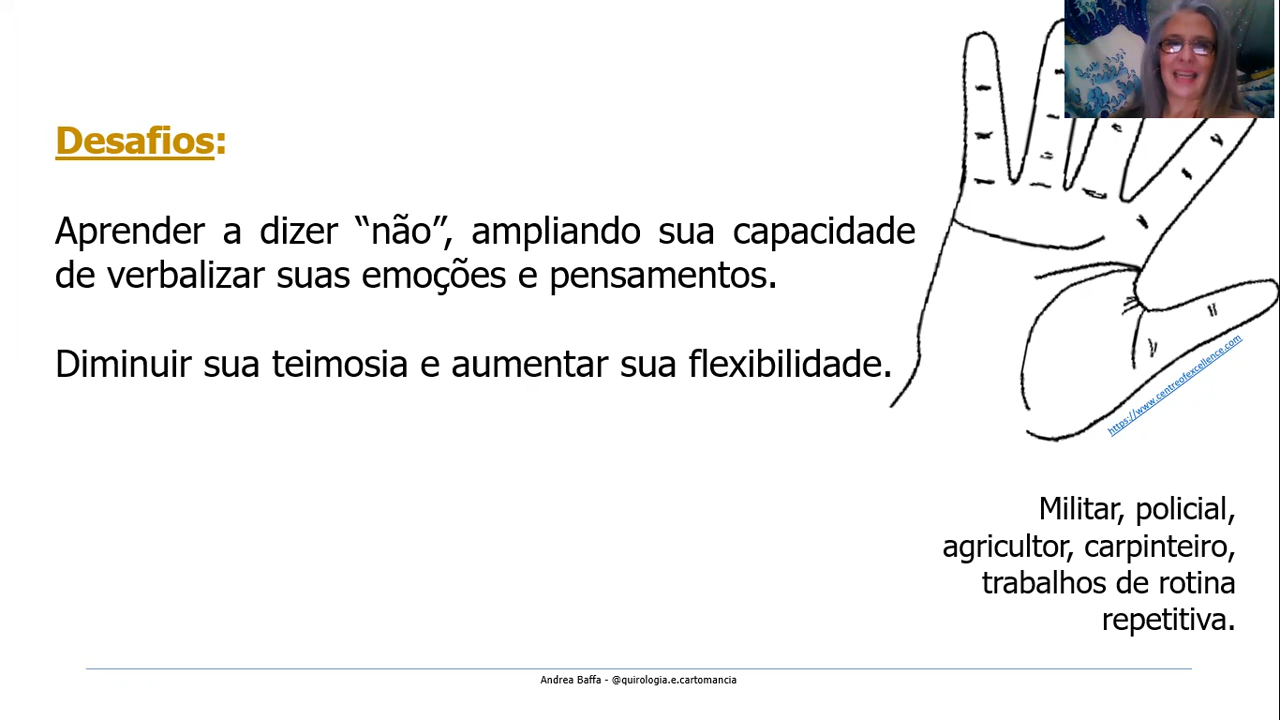 Desafios:
Aprender a dizer “não”, ampliando sua capacidade
de verbalizar suas emoções e pensamentos.
Diminuir sua teimosia e aumentar sua flexibilidade.
https://www.centreofexcellence.com
Militar, policial,
agricultor, carpinteiro,
trabalhos de rotina
repetitiva.
Andrea Baffa - @quirologia.e.cartomancia